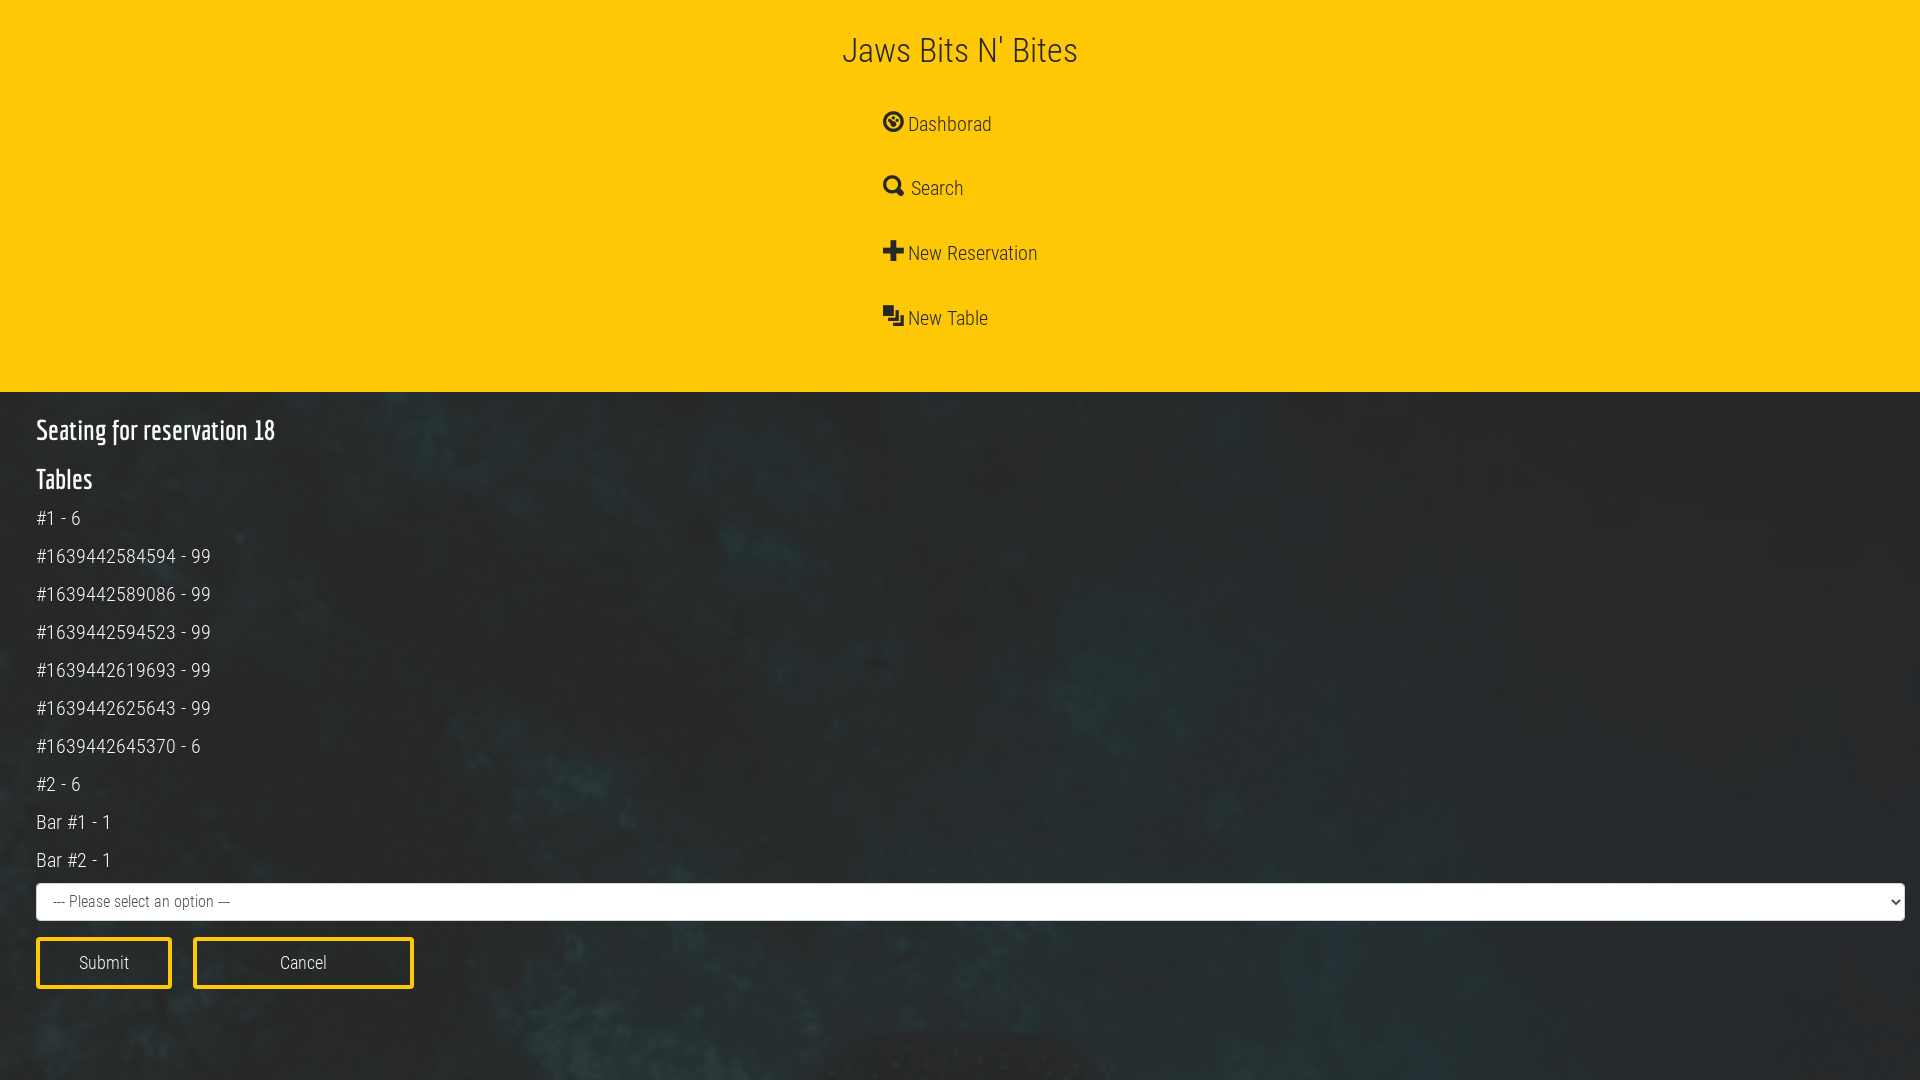 Jaws Bits N' Bites
Dashborad
Search
New Reservation
New Table
Seating for reservation 18
Tables
#1 - 6
#1639442584594 - 99
#1639442589086 - 99
#1639442594523 - 99
#1639442619693 - 99
#1639442625643 - 99
#1639442645370 - 6
#2 - 6
Bar #1 - 1
Bar #2 - 1
--- Please select an option ---
Submit
Cancel